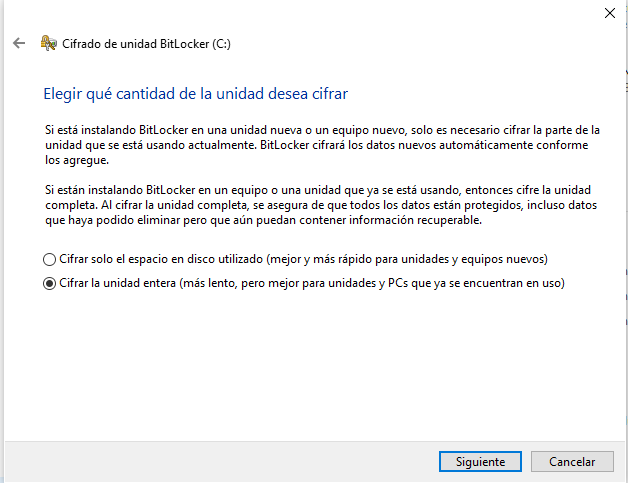 Cifrado de unidad BitLocker (C:)
Elegir qué cantidad de la unidad desea cifrar
Si está instalando BitLocker en una unidad nueva o un equipo nuevo, solo es necesario cifrar la parte de la
unidad que se está usando actualmente. BitLocker cifrará los datos nuevos automáticamente conforme
los agregue.
Si están instalando BitLocker en un equipo o una unidad que ya se está usando, entonces cifre la unidad
completa. Al cifrar la unidad completa, se asegura de que todos los datos están protegidos, incluso datos
que haya podido eliminar pero que aún puedan contener información recuperable.
Cifrar solo el espacio en disco utilizado (mejor y más rápido para unidades y equipos nuevos)
Cifrar la unidad entera (más lento, pero mejor para unidades y PCs que ya se encuentran en uso)
Siguiente Cancelar